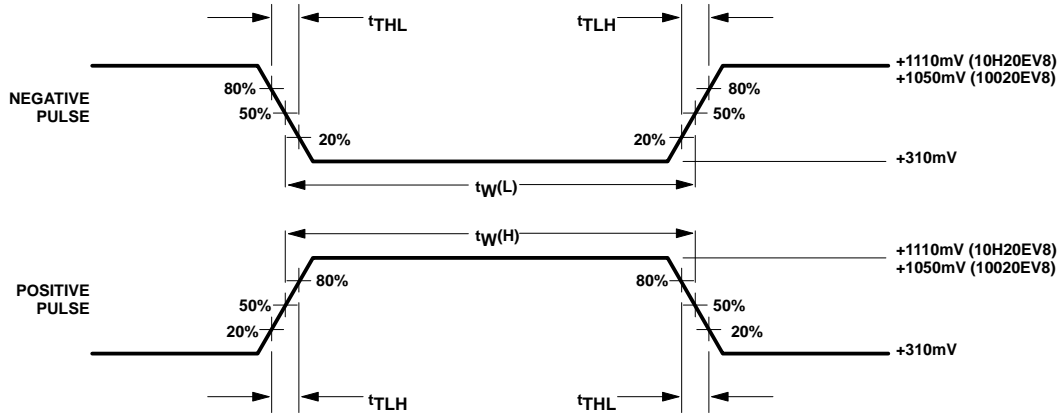 tTHL
tTLH
+1110mV (10H20EV8)
+1050mV (10020EV8)
NEGATIVE
PULSE
80%
80%
50%
50%
20%
20%
+310mV
tW(L)
tW(H)
+1110mV (10H20EV8)
+1050mV (10020EV8)
POSITIVE
PULSE
80%
80%
50%
50%
20%
20%
+310mV
tTLH
tTHL